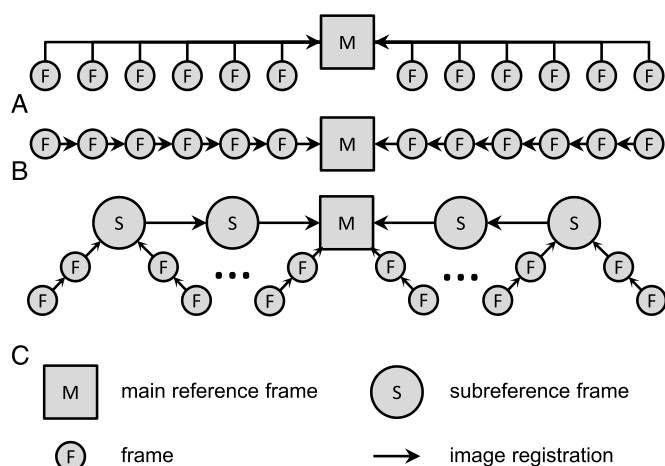 M
F F F F F F F F F F F F
A
F F F F F F M F F F F F F
B
S S M S S
F F F F F F
F F F F F F
C
M main reference frame S subreference frame
F frame image registration